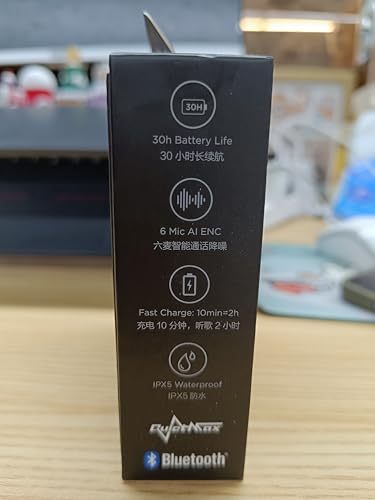 30H
30h Battery Life
30 小时长续航
6 Mic AI ENC
六麦智能通话降噪
Fast Charge: 10min=2h
充电 10 分钟，听歌 2 小时
IPX5 Waterproof
IPX5 防水
QuietMax
Bluetooth®